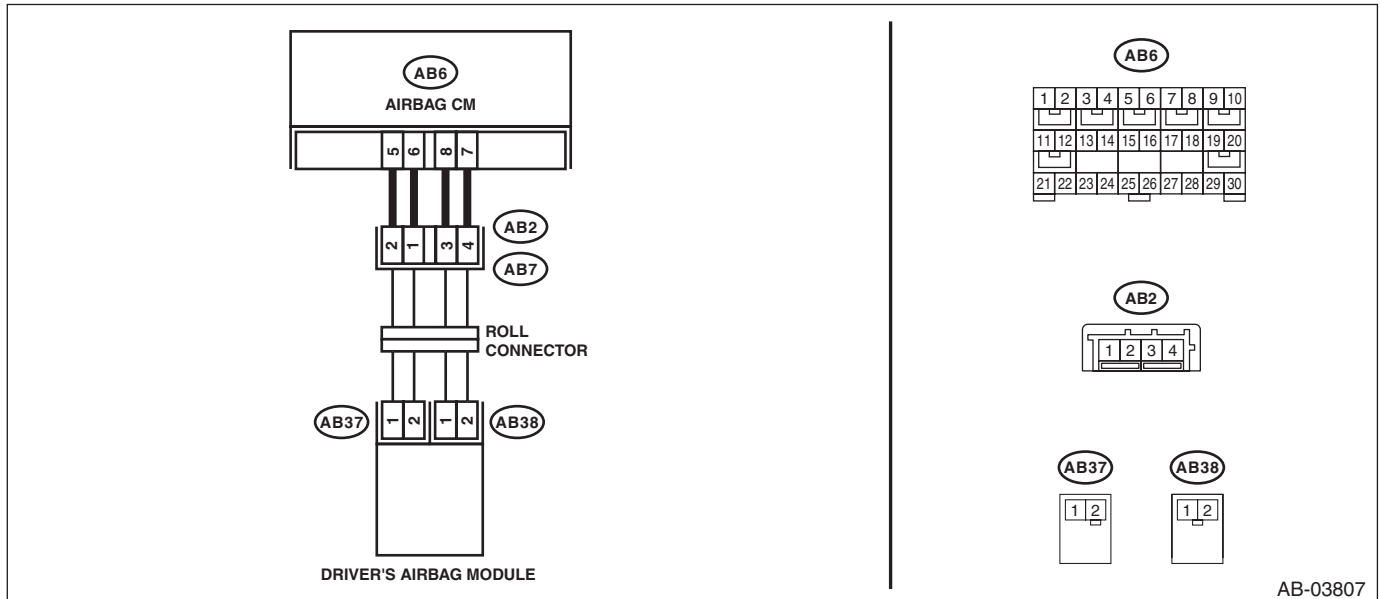 AB6
AIRBAG CM
5 6 8 7
2 1 3 4
AB2
AB7
ROLL
CONNECTOR
AB37
1 2 1 2
AB38
DRIVER'S AIRBAG MODULE
AB6
1 2 3 4 5 6 7 8 9 10
11 12 13 14 15 16 17 18 19 20
21 22 23 24 25 26 27 28 29 30
AB2
1 2 3 4
AB37
1 2
AB38
1 2
AB-03807